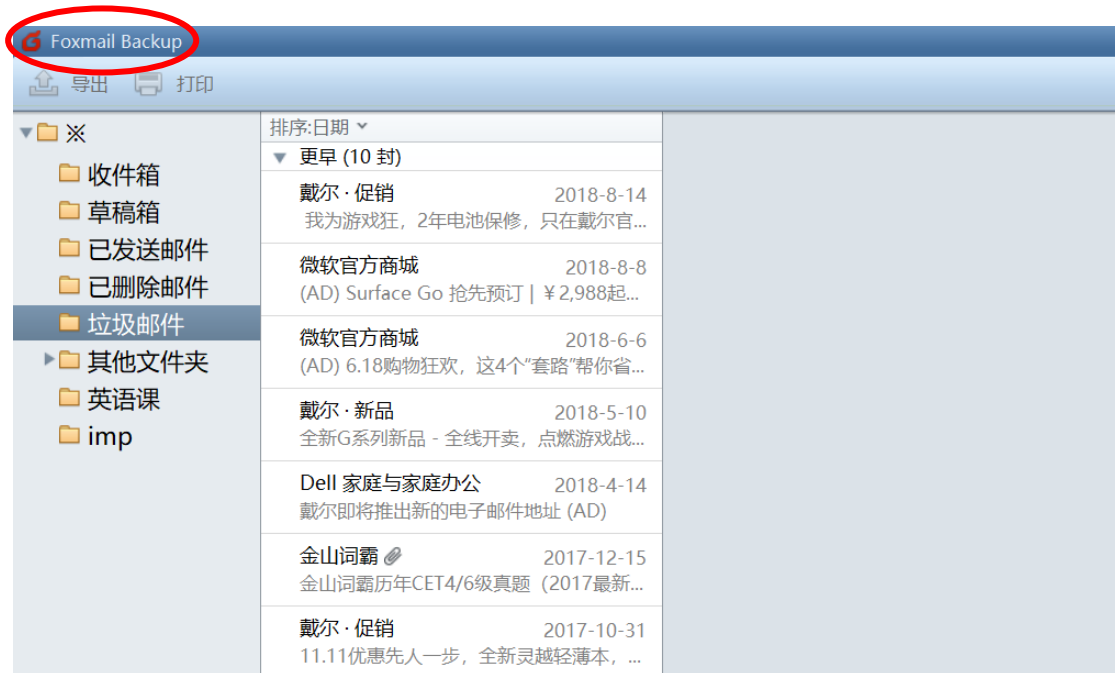 Foxmail Backup
导出 打印
※
收件箱
草稿箱
已发送邮件
已删除邮件
垃圾邮件
其他文件夹
英语课
imp
排序:日期
更早 (10 封)
戴尔 · 促销 2018-8-14
我为游戏狂，2年电池保修，只在戴尔官...
微软官方商城 2018-8-8
(AD) Surface Go 抢先预订 | ￥2,988起...
微软官方商城 2018-6-6
(AD) 6.18购物狂欢，这4个“套路”帮你省...
戴尔 · 新品 2018-5-10
全新G系列新品 - 全线开卖，点燃游戏战...
Dell 家庭与家庭办公 2018-4-14
戴尔即将推出新的电子邮件地址 (AD)
金山词霸 2017-12-15
金山词霸历年CET4/6级真题（2017最新...
戴尔 · 促销 2017-10-31
11.11优惠先人一步，全新灵越轻薄本，...